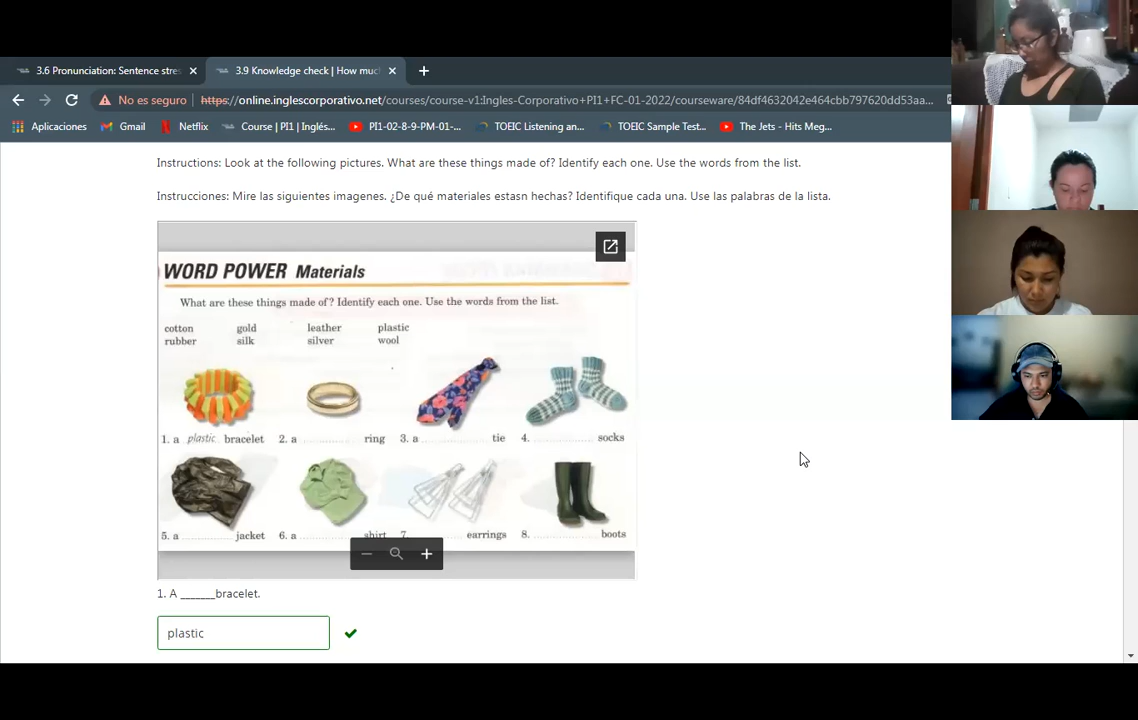 3.6 Pronunciation: Sentence stres
3.9 Knowledge check | How muc
No es seguro | https://online.inglescorporativo.net/courses/course-v1:Ingles-Corporativo+PI1+FC-01-2022/courseware/84df4632042e464cbb797620dd53aa...
Aplicaciones Gmail Netflix Course | PI1 | Inglés... PI1-02-8-9-PM-01-... TOEIC Listening an... TOEIC Sample Test... The Jets - Hits Meg...
Instructions: Look at the following pictures. What are these things made of? Identify each one. Use the words from the list.
Instrucciones: Mire las siguientes imagenes. ¿De qué materiales estasn hechas? Identifique cada una. Use las palabras de la lista.
WORD POWER Materials
What are these things made of? Identify each one. Use the words from the list.
cotton gold leather plastic
rubber silk silver wool
1. a plastic bracelet 2. a ............ ring 3. a ............ tie 4. ............ socks
5. a ............ jacket 6. a ............ shirt 7. ............ earrings 8. ............ boots
1. A _______bracelet.
plastic